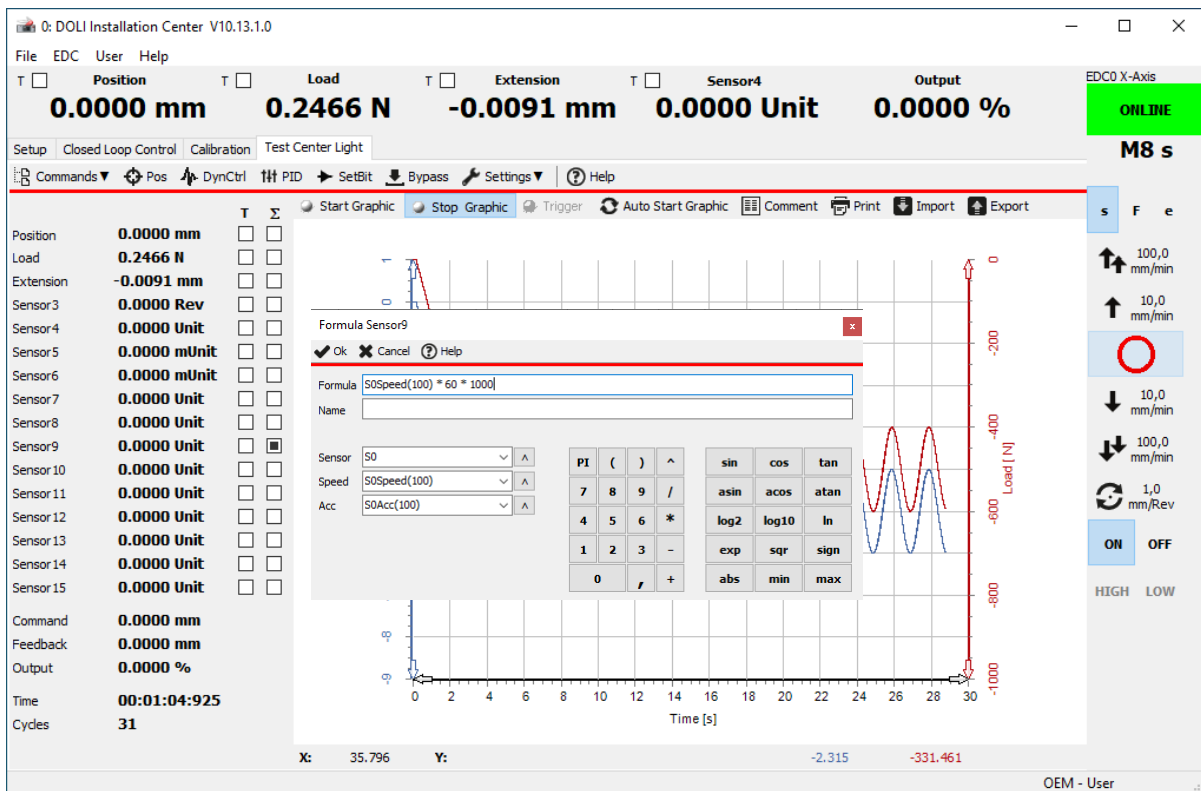 0: DOLI Installation Center V10.13.1.0
File EDC User Help
T Position T Load T Extension T Sensor4 Output
0.0000 mm 0.2466 N -0.0091 mm 0.0000 Unit 0.0000 %
EDC0 X-Axis
ONLINE
M8 s
Setup Closed Loop Control Calibration Test Center Light
Commands▼ Pos DynCtrl PID SetBit Bypass Settings▼ Help
Start Graphic Stop Graphic Trigger Auto Start Graphic Comment Print Import Export
T Σ
Position 0.0000 mm
Load 0.2466 N
Extension -0.0091 mm
Sensor3 0.0000 Rev
Sensor4 0.0000 Unit
Sensor5 0.0000 mUnit
Sensor6 0.0000 mUnit
Sensor7 0.0000 Unit
Sensor8 0.0000 Unit
Sensor9 0.0000 Unit
Sensor10 0.0000 Unit
Sensor11 0.0000 Unit
Sensor12 0.0000 Unit
Sensor13 0.0000 Unit
Sensor14 0.0000 Unit
Sensor15 0.0000 Unit
Command 0.0000 mm
Feedback 0.0000 mm
Output 0.0000 %
Time 00:01:04:925
Cycles 31
1
0
-8
-9
Formula Sensor9 x
Ok Cancel Help
Formula S0Speed(100) * 60 * 1000
Name
Sensor S0 ^
Speed S0Speed(100) ^
Acc S0Acc(100) ^
PI ( ) ^ sin cos tan
7 8 9 / asin acos atan
4 5 6 * log2 log10 ln
1 2 3 - exp sqr sign
0 , + abs min max
0
-200
-400
-600
-800
-1000
Load [N]
0 2 4 6 8 10 12 14 16 18 20 22 24 26 28 30
Time [s]
X: 35.796 Y: -2.315 -331.461
s F e
100,0
mm/min
10,0
mm/min
10,0
mm/min
100,0
mm/min
1,0
mm/Rev
ON OFF
HIGH LOW
OEM - User